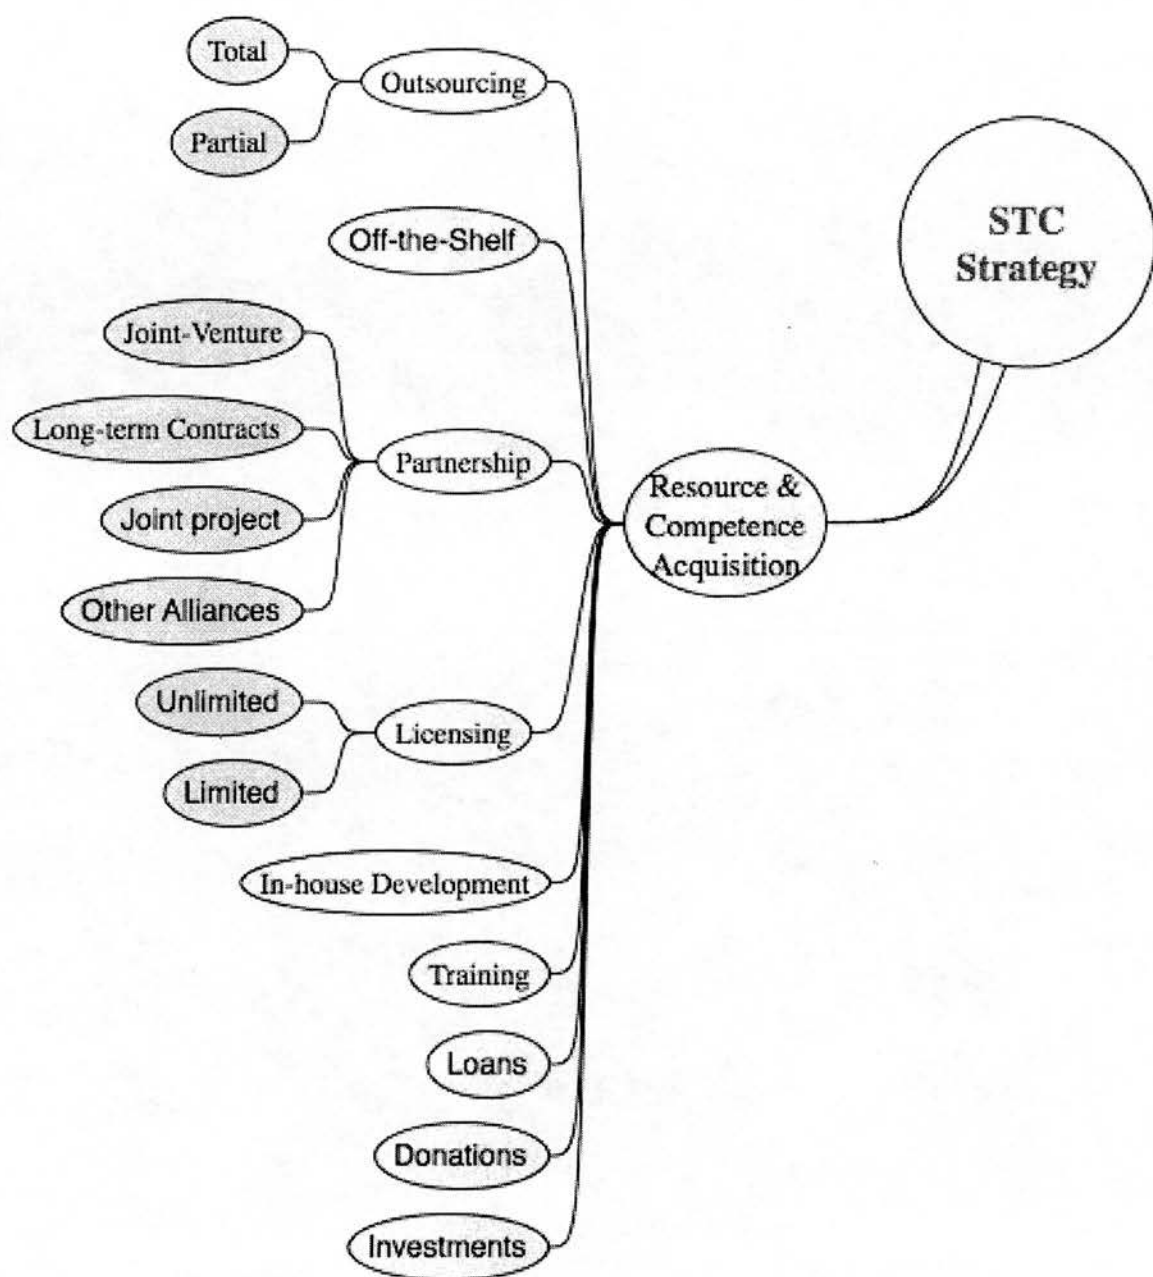 Total
Outsourcing
Partial
Off-the-Shelf
STC
Strategy
Joint-Venture
Long-term Contracts
Partnership
Joint project
Other Alliances
Resource &
Competence
Acquisition
Unlimited
Licensing
Limited
In-house Development
Training
Loans
Donations
Investments